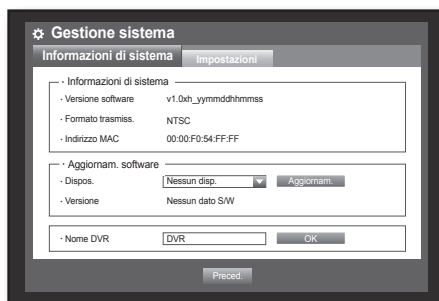 Gestione sistema
Informazioni di sistema Impostazioni
· Informazioni di sistema
· Versione software v1.0xh_yymmddhhmmss
· Formato trasmiss. NTSC
· Indirizzo MAC 00:00:F0:54:FF:FF
· Aggiornam. software
· Dispos. Nessun disp. Aggiornam.
· Versione Nessun dato S/W
· Nome DVR DVR OK
Preced.